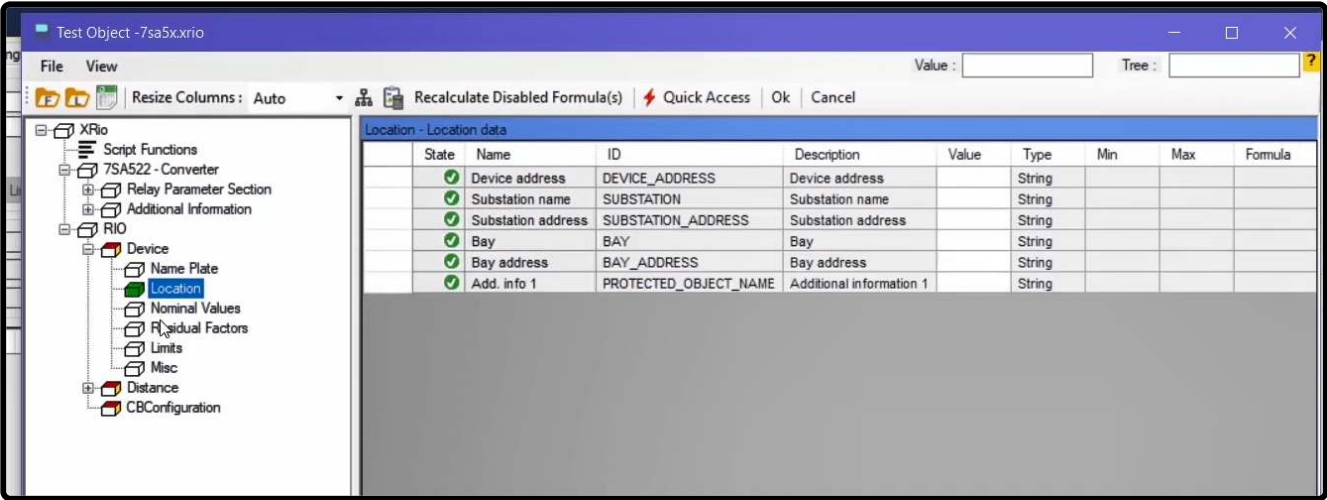 Test Object -7sa5x.xrio
File View Value : Tree : ?
Resize Columns : Auto Recalculate Disabled Formula(s) Quick Access Ok Cancel
XRio
Script Functions
7SA522 - Converter
Relay Parameter Section
Additional Information
RIO
Device
Name Plate
Location
Nominal Values
Residual Factors
Limits
Misc
Distance
CBConfiguration
Location - Location data
State Name ID Description Value Type Min Max Formula
Device address DEVICE_ADDRESS Device address String
Substation name SUBSTATION Substation name String
Substation address SUBSTATION_ADDRESS Substation address String
Bay BAY Bay String
Bay address BAY_ADDRESS Bay address String
Add. info 1 PROTECTED_OBJECT_NAME Additional information 1 String